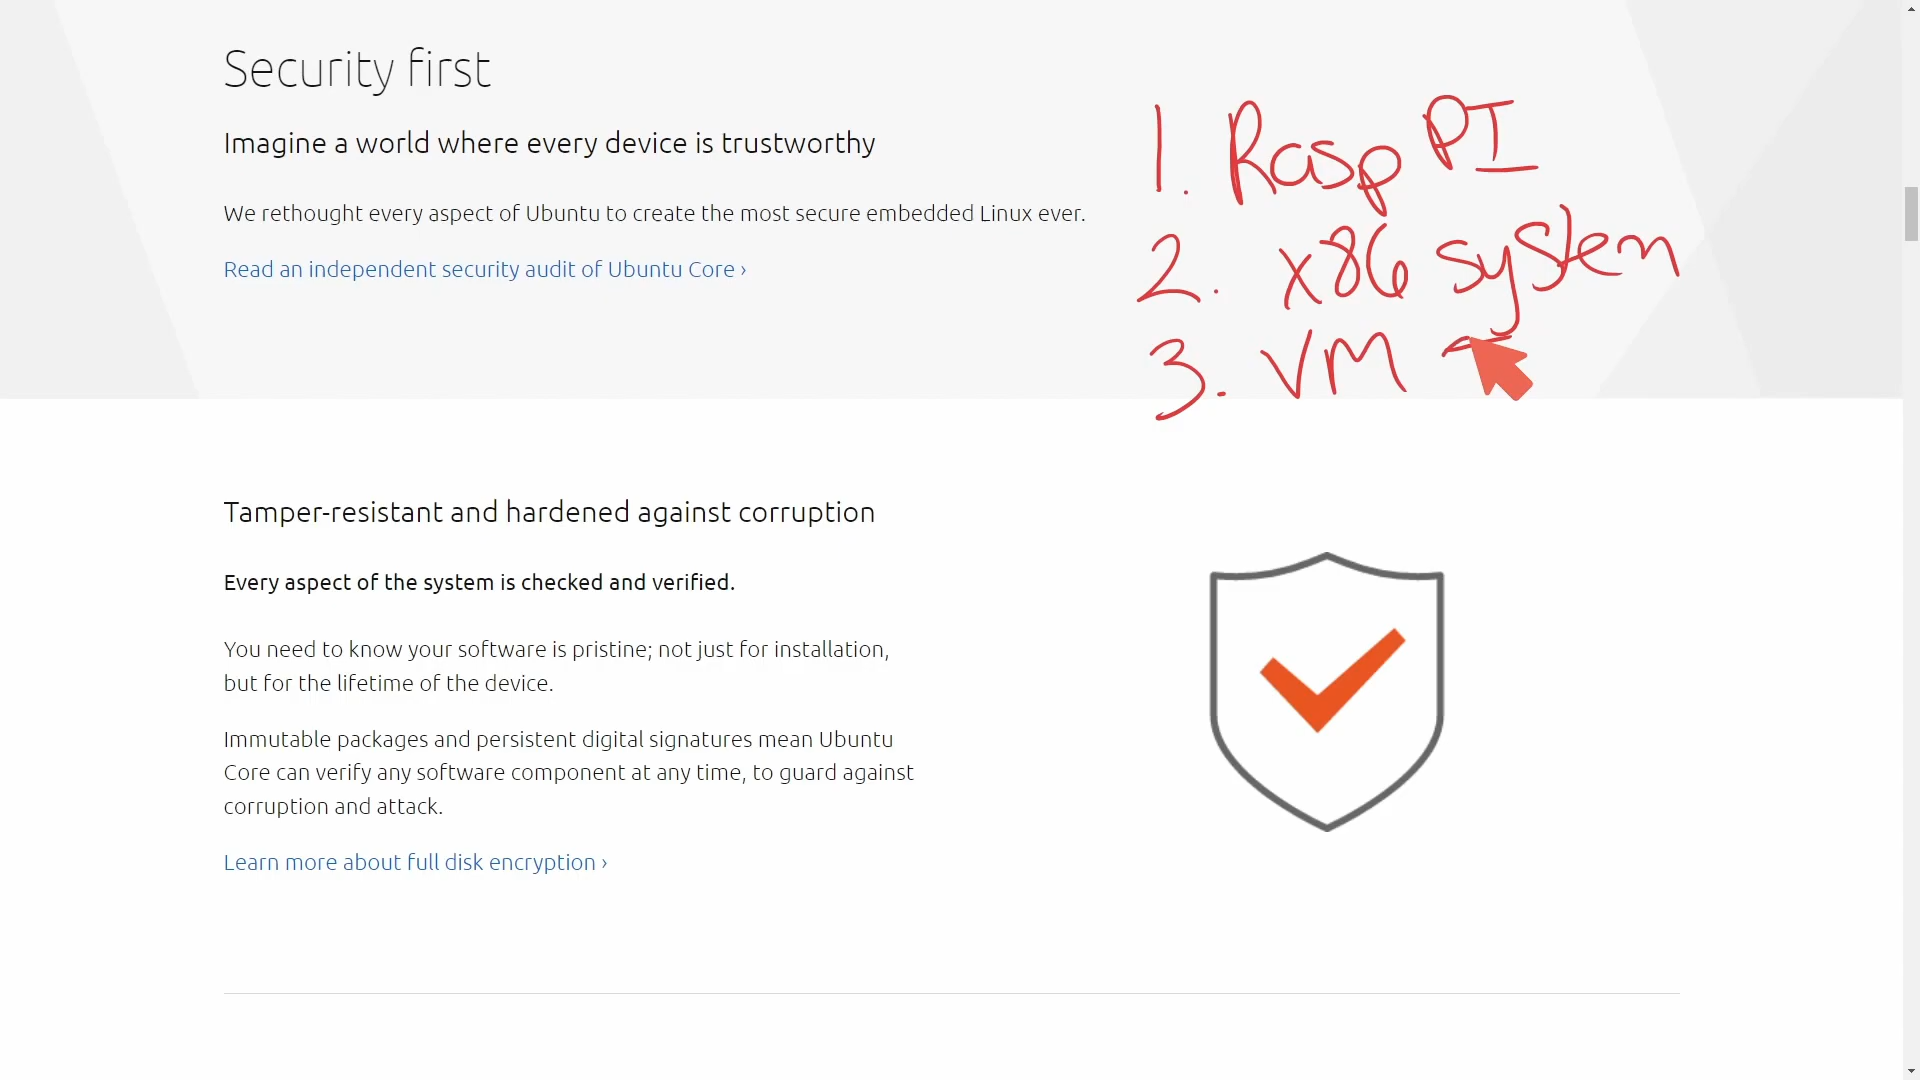 Security first
Imagine a world where every device is trustworthy
We rethought every aspect of Ubuntu to create the most secure embedded Linux ever.
Read an independent security audit of Ubuntu Core ›
1. Rasp PI
2. x86 system
3. VM
Tamper-resistant and hardened against corruption
Every aspect of the system is checked and verified.
You need to know your software is pristine; not just for installation,
but for the lifetime of the device.
Immutable packages and persistent digital signatures mean Ubuntu
Core can verify any software component at any time, to guard against
corruption and attack.
Learn more about full disk encryption ›